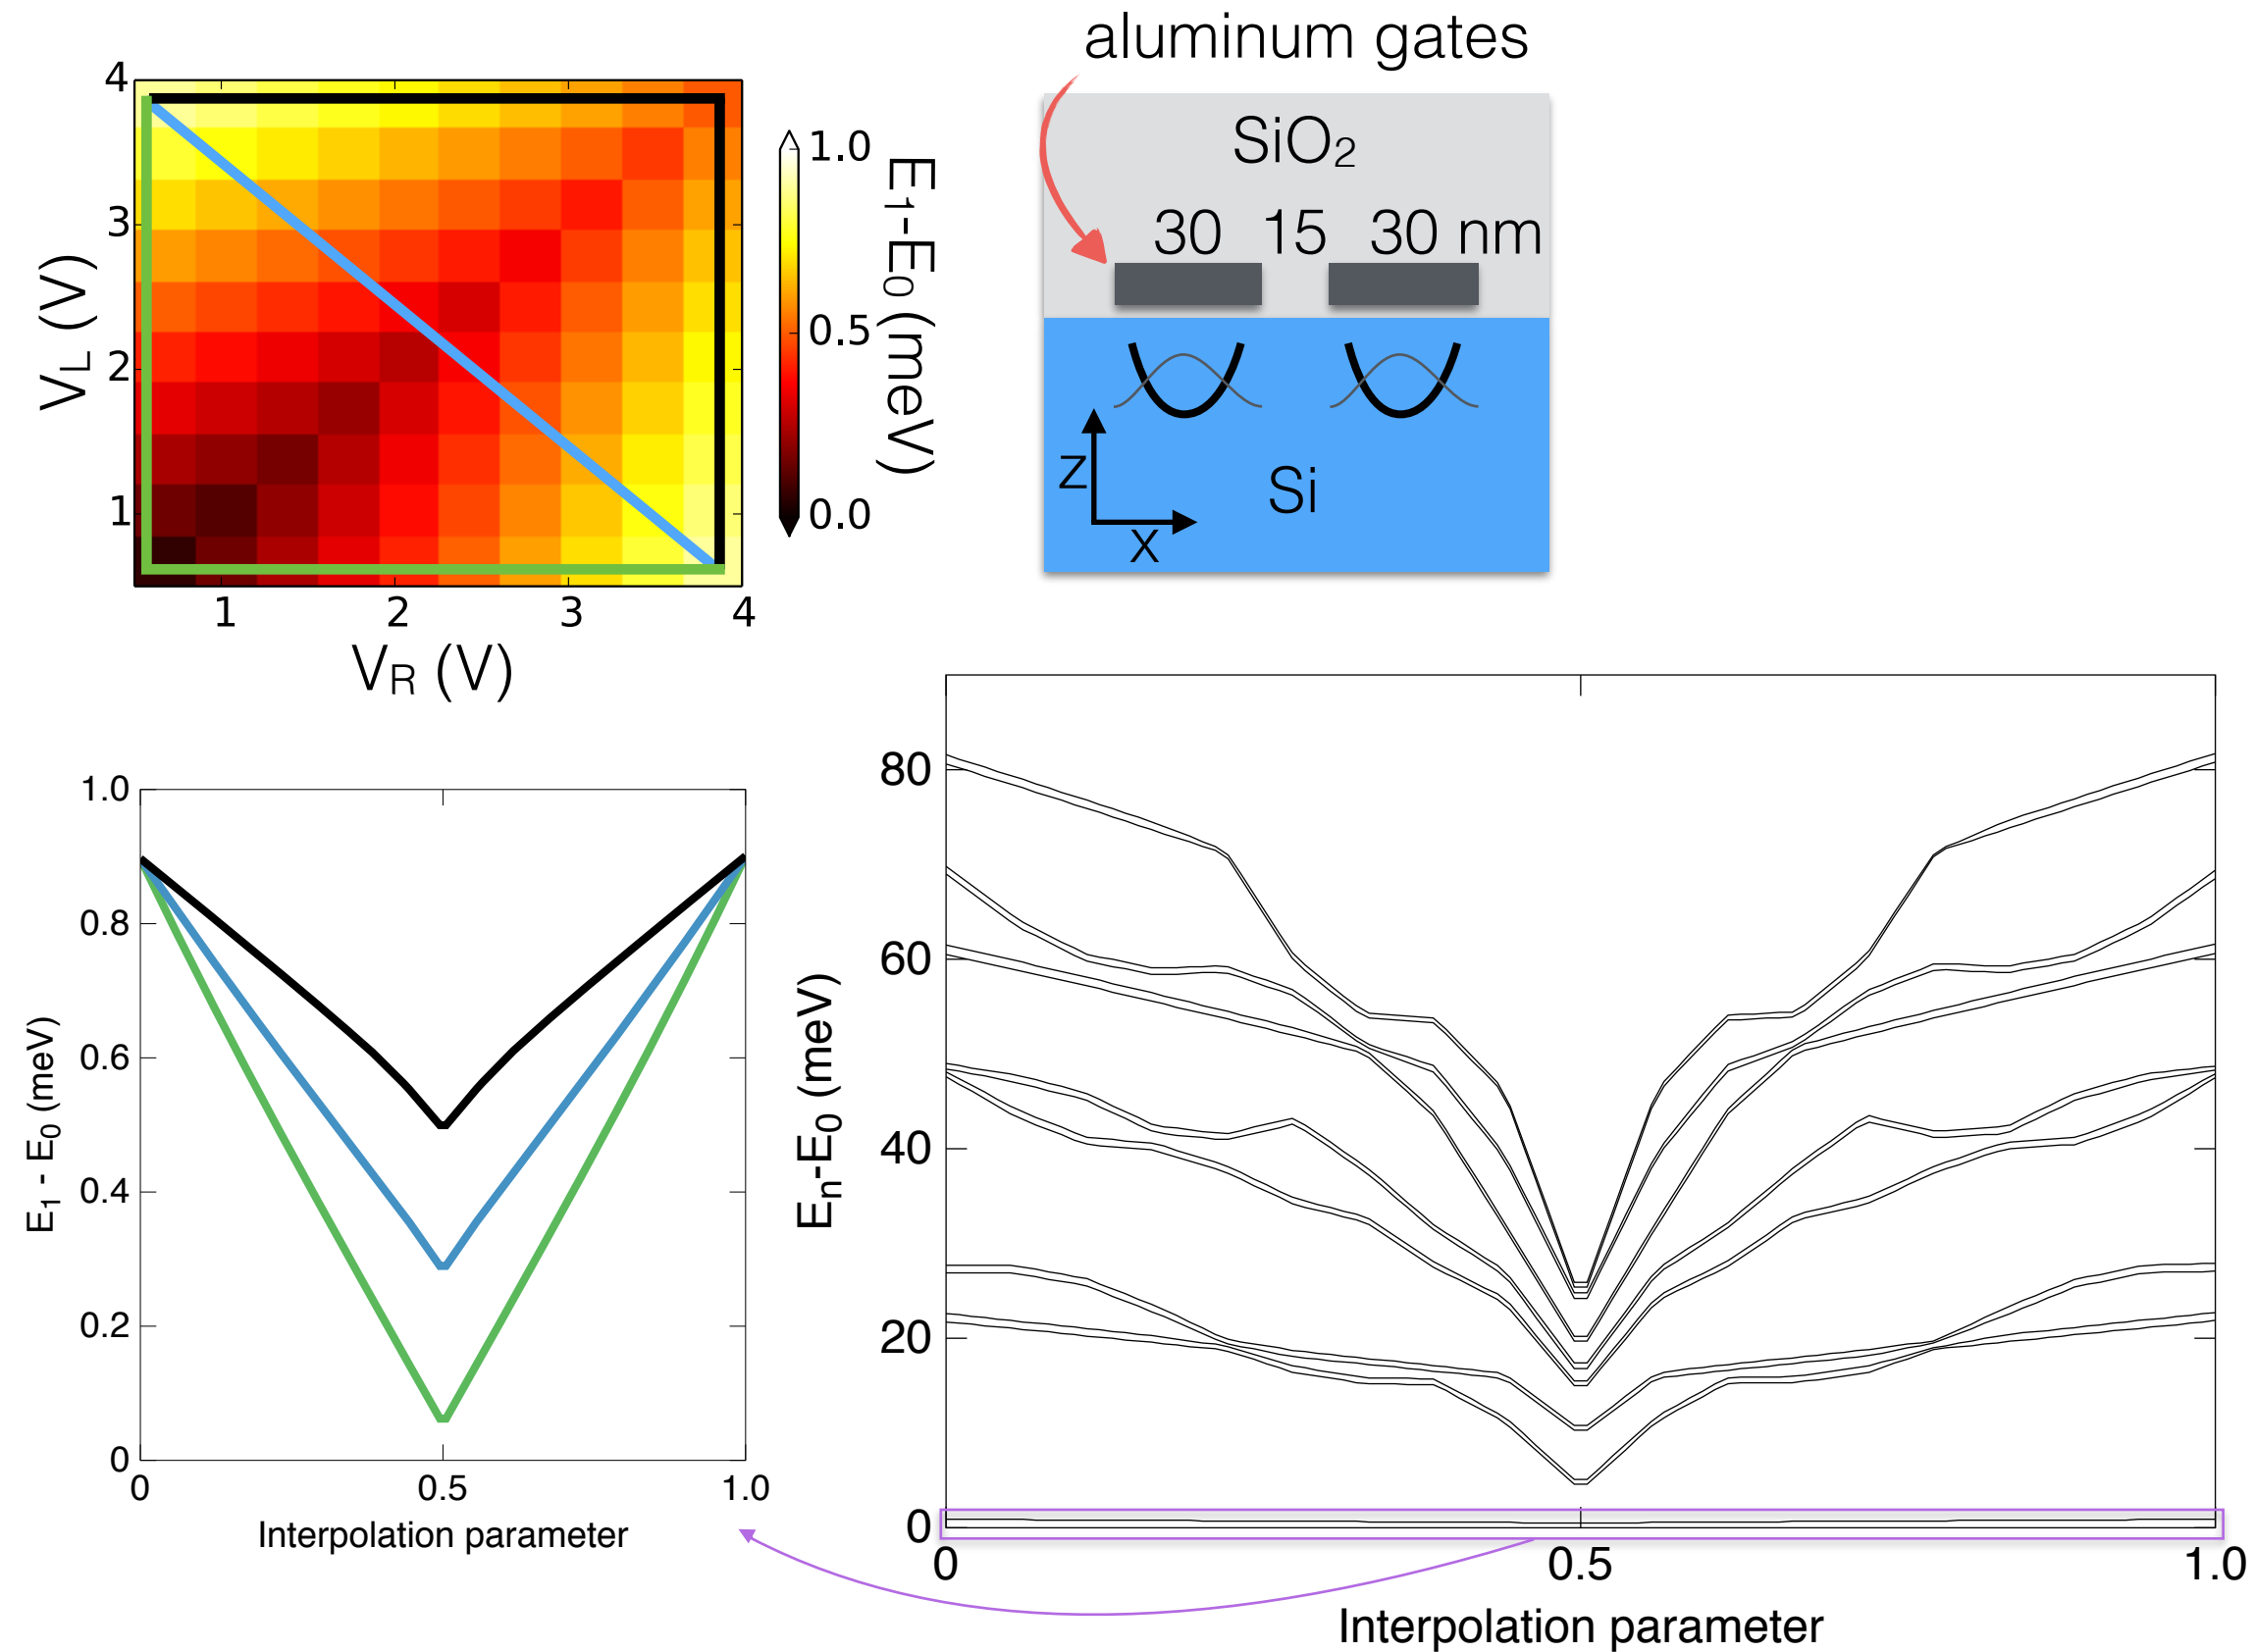 aluminum gates
SiO₂
30 15 30 nm
Si
Z
X
4
3
2
1
V_L (V)
1 2 3 4
V_R (V)
1.0
0.5
0.0
E₁-E₀ (meV)
1.0
0.8
0.6
0.4
0.2
0
E₁ - E₀ (meV)
0 0.5 1.0
Interpolation parameter
80
60
40
20
0
Eₙ-E₀ (meV)
0 0.5 1.0
Interpolation parameter